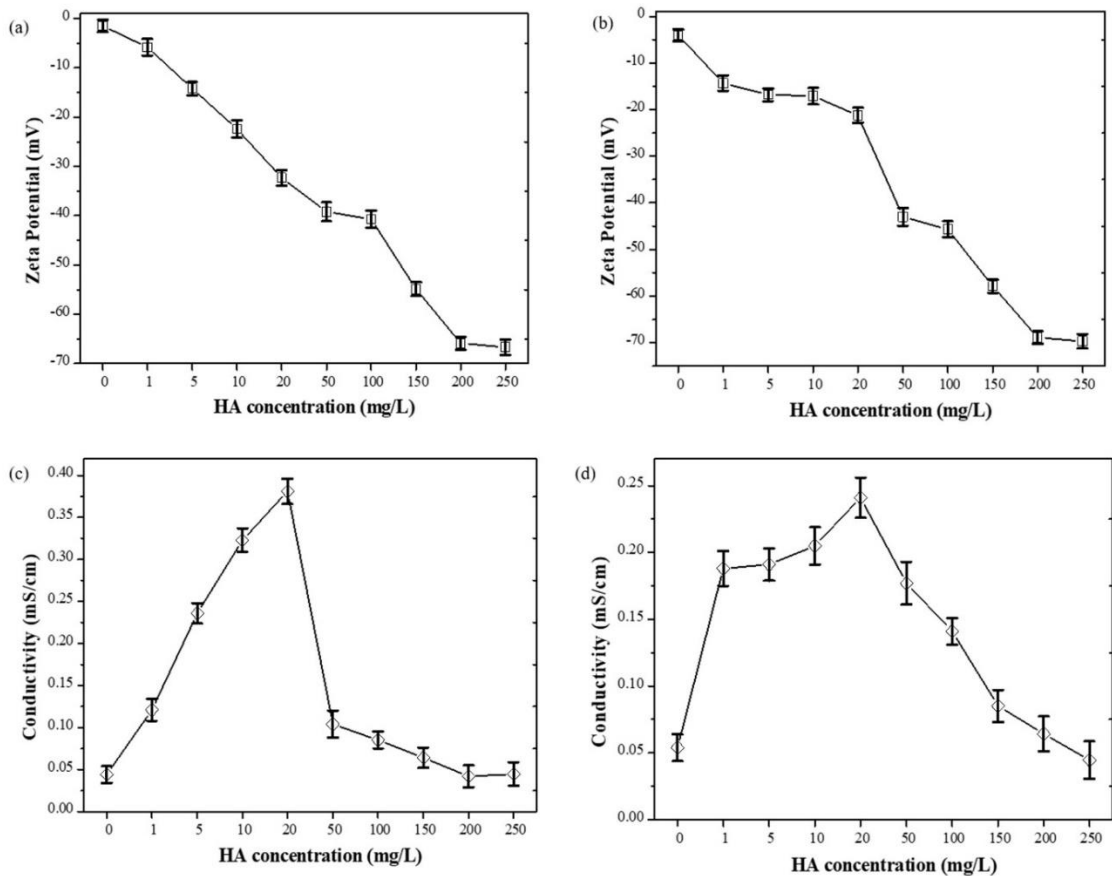 (a)
Zeta Potential (mV)
0
-10
-20
-30
-40
-50
-60
-70
0 1 5 10 20 50 100 150 200 250
HA concentration (mg/L)
(b)
Zeta Potential (mV)
0
-10
-20
-30
-40
-50
-60
-70
0 1 5 10 20 50 100 150 200 250
HA concentration (mg/L)
(c)
Conductivity (mS/cm)
0.40
0.35
0.30
0.25
0.20
0.15
0.10
0.05
0.00
0 1 5 10 20 50 100 150 200 250
HA concentration (mg/L)
(d)
Conductivity (mS/cm)
0.25
0.20
0.15
0.10
0.05
0.00
0 1 5 10 20 50 100 150 200 250
HA concentration (mg/L)